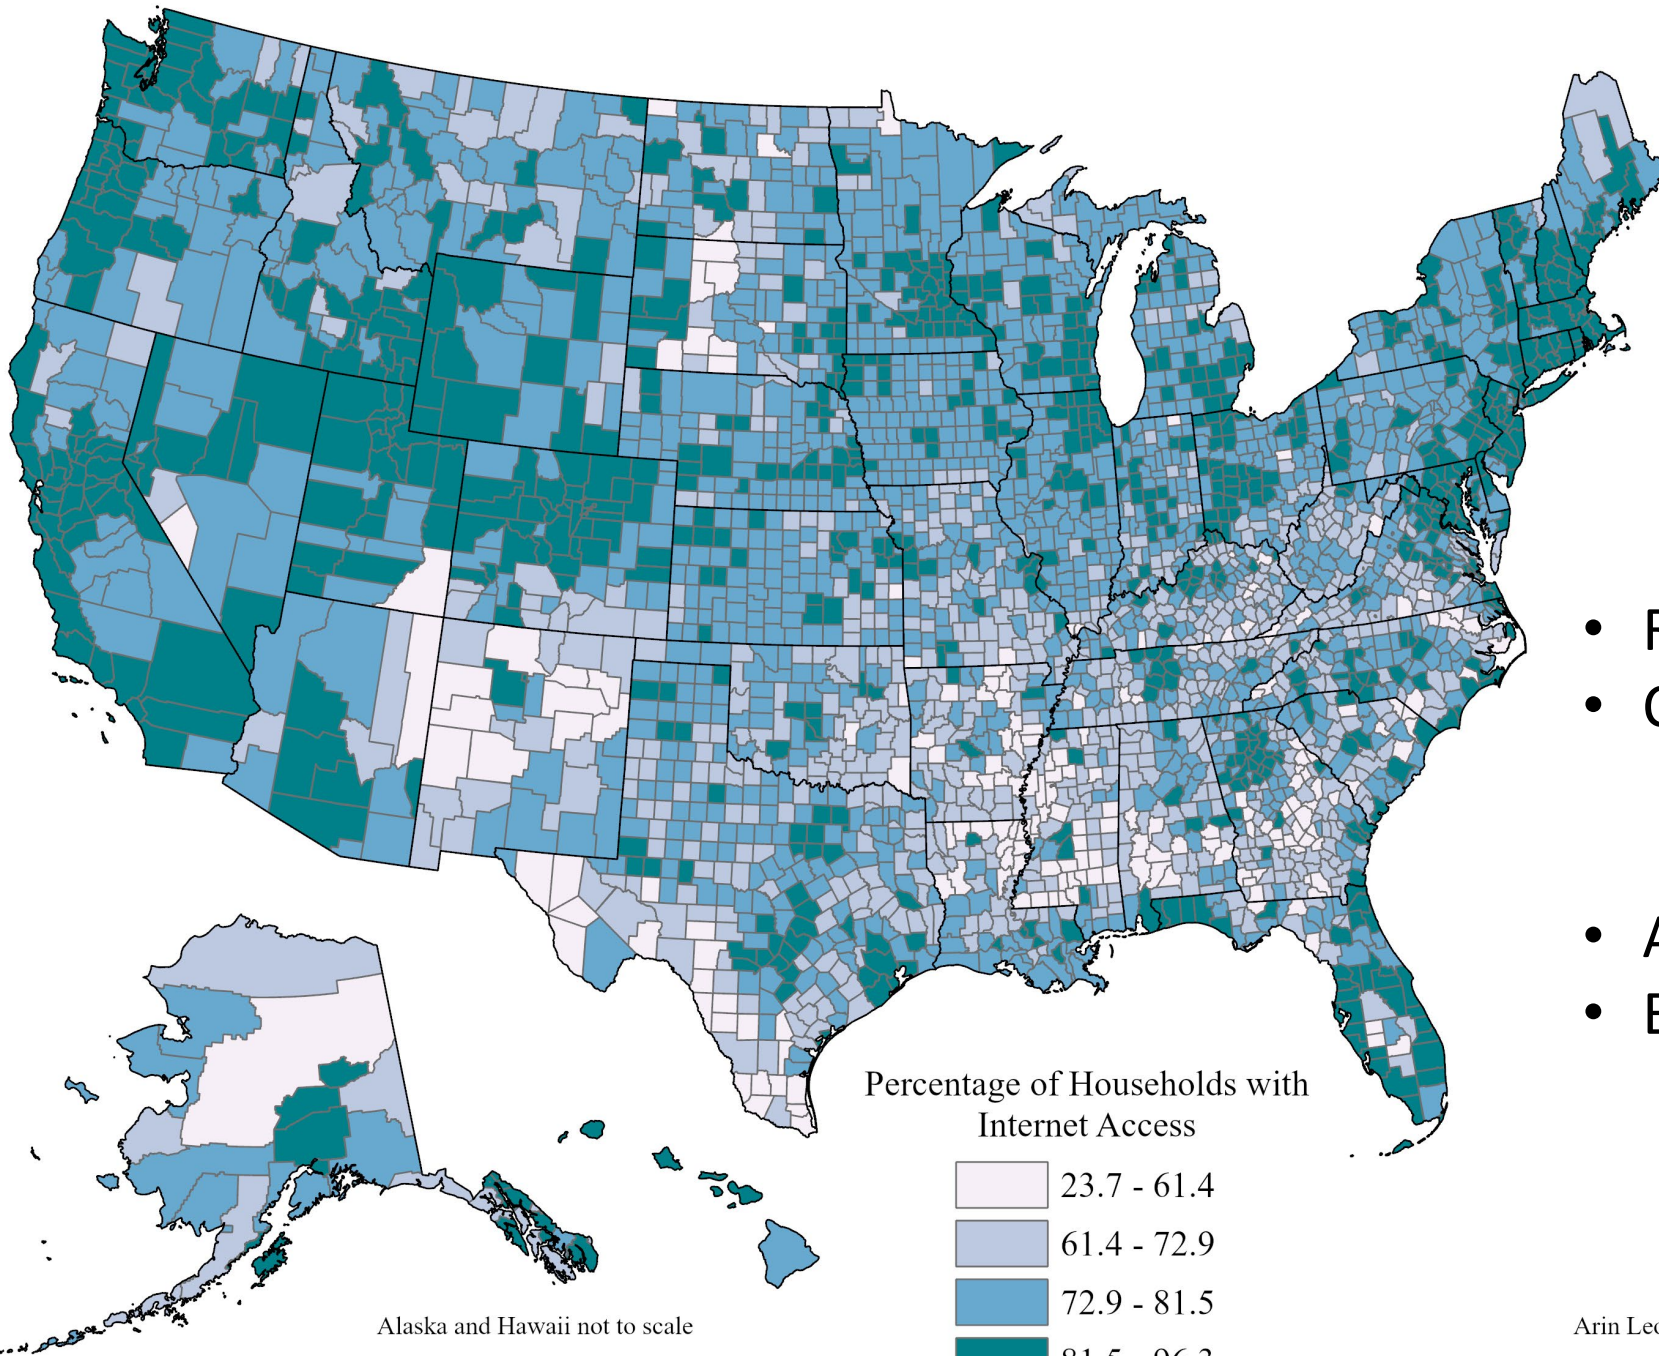 Percentage of Households with
Internet Access
23.7 - 61.4
61.4 - 72.9
72.9 - 81.5
Alaska and Hawaii not to scale
Arin